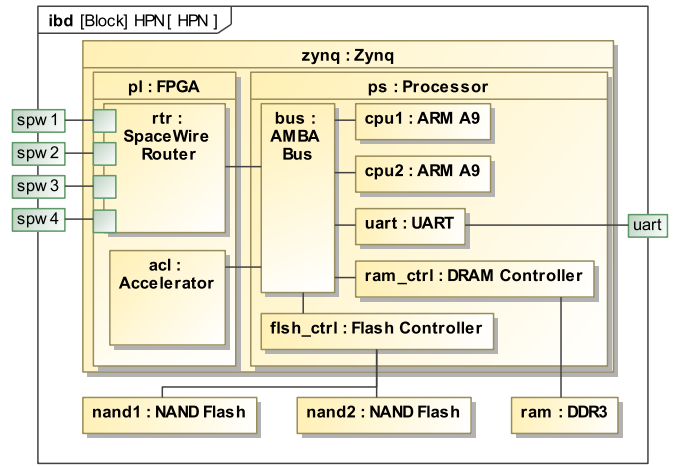 ibd [Block] HPN[ HPN ]
zynq : Zynq
pl : FPGA
ps : Processor
spw 1
spw 2
spw 3
spw 4
rtr :
SpaceWire
Router
acl :
Accelerator
bus :
AMBA
Bus
cpu1 : ARM A9
cpu2 : ARM A9
uart : UART
uart
ram_ctrl : DRAM Controller
flsh_ctrl : Flash Controller
nand1 : NAND Flash
nand2 : NAND Flash
ram : DDR3